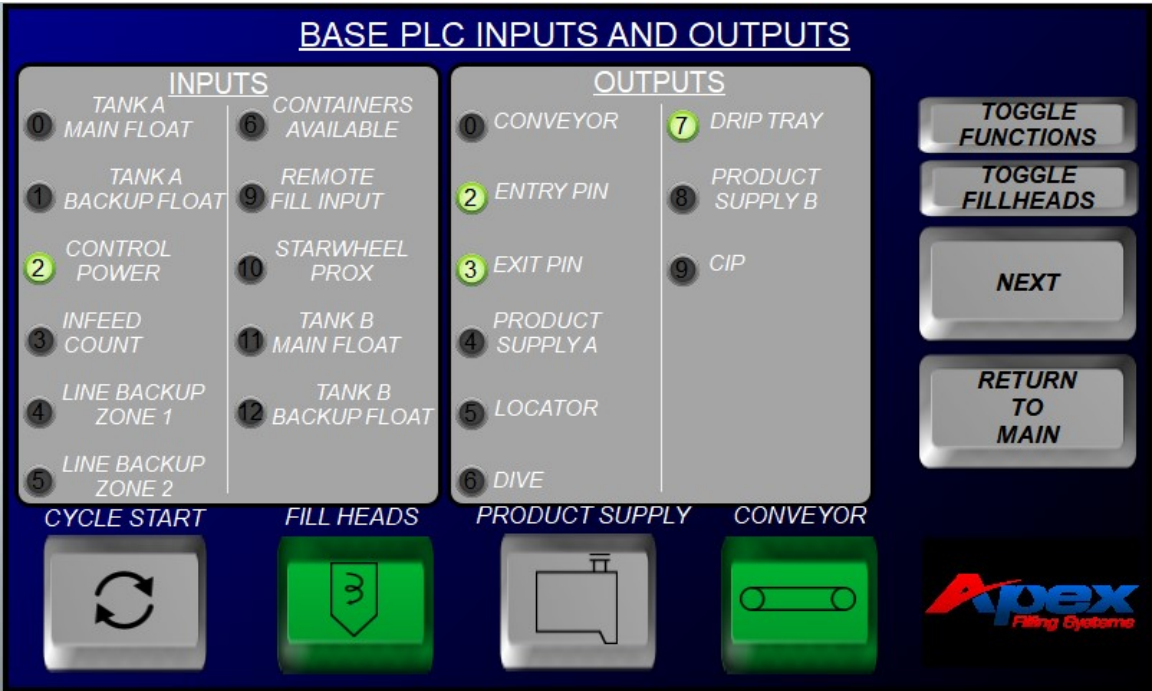 BASE PLC INPUTS AND OUTPUTS
INPUTS
0 TANK A
MAIN FLOAT
1 TANK A
BACKUP FLOAT
2 CONTROL
POWER
3 INFEED
COUNT
4 LINE BACKUP
ZONE 1
5 LINE BACKUP
ZONE 2
6 CONTAINERS
AVAILABLE
9 REMOTE
FILL INPUT
10 STARWHEEL
PROX
11 TANK B
MAIN FLOAT
12 TANK B
BACKUP FLOAT
OUTPUTS
0 CONVEYOR
2 ENTRY PIN
3 EXIT PIN
4 PRODUCT
SUPPLY A
5 LOCATOR
6 DIVE
7 DRIP TRAY
8 PRODUCT
SUPPLY B
9 CIP
TOGGLE
FUNCTIONS
TOGGLE
FILLHEADS
NEXT
RETURN
TO
MAIN
CYCLE START
FILL HEADS
PRODUCT SUPPLY
CONVEYOR
Apex
Filling Systems